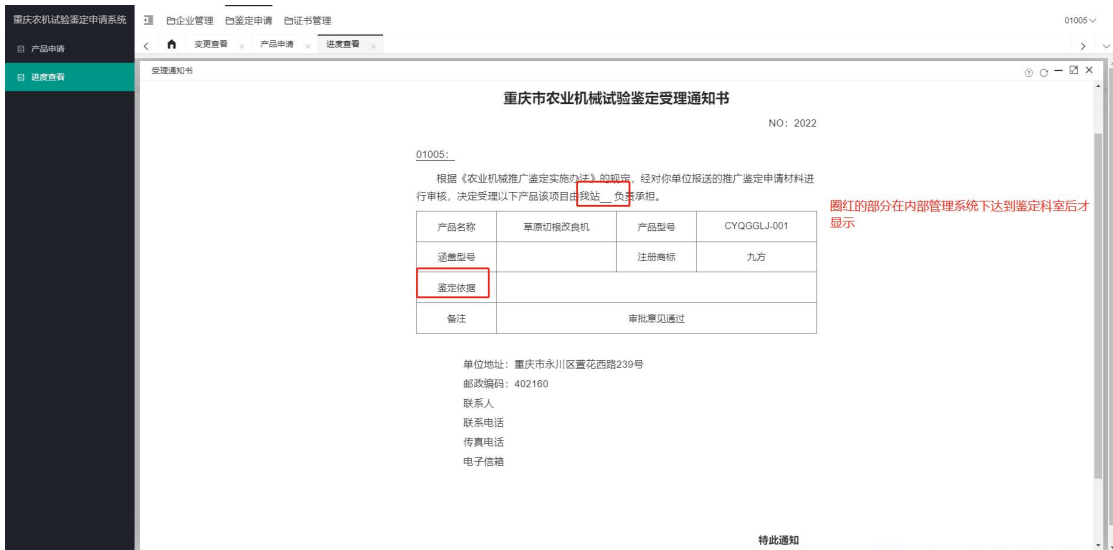 重庆农机试验鉴定申请系统
企业管理 鉴定申请 证书管理
01005
产品申请
进度查看
变更查看 产品申请 进度查看
受理通知书
重庆市农业机械试验鉴定受理通知书
NO：2022
01005：
根据《农业机械推广鉴定实施办法》的规定，经对你单位报送的推广鉴定申请材料进
行审核，决定受理以下产品该项目由我站__ 负责承担。
圈红的部分在内部管理系统下达到鉴定科室后才
显示
产品名称 草原切根改良机 产品型号 CYQGGLJ-001
涵盖型号 注册商标 九方
鉴定依据
备注 审批意见通过
单位地址：重庆市永川区萱花西路239号
邮政编码：402160
联系人
联系电话
传真电话
电子信箱
特此通知